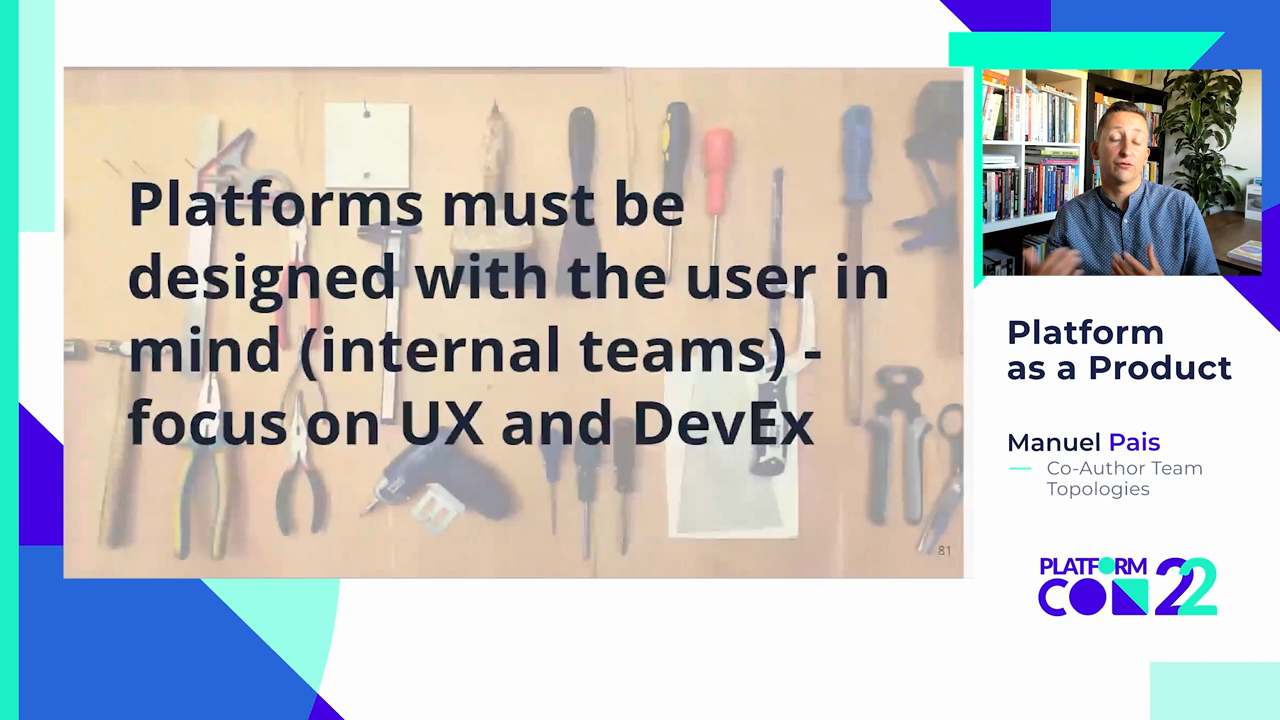 Platforms must be
designed with the user in
mind (internal teams) -
focus on UX and DevEx
81
Platform
as a Product
Manuel Pais
Co-Author Team
Topologies
PLATFORM
CON 22